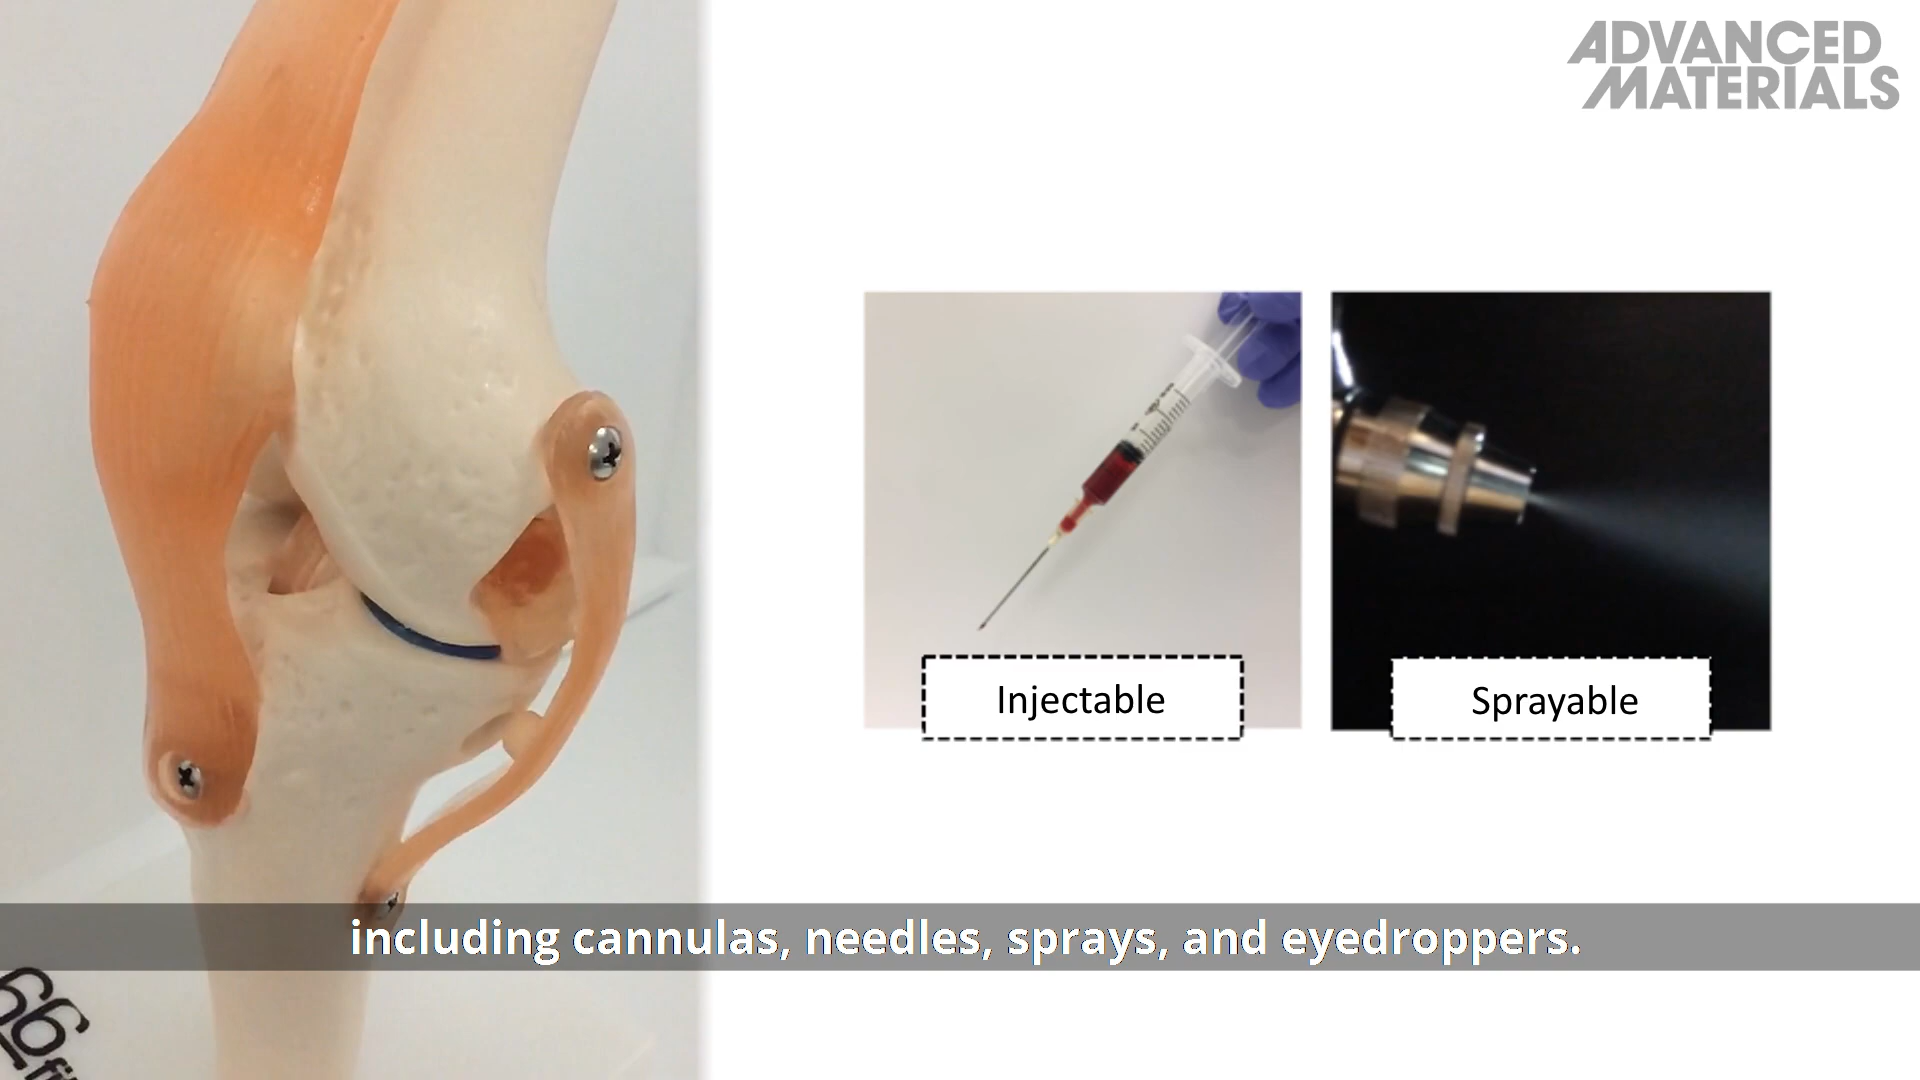 ADVANCED
MATERIALS
Injectable
Sprayable
including cannulas, needles, sprays, and eyedroppers.